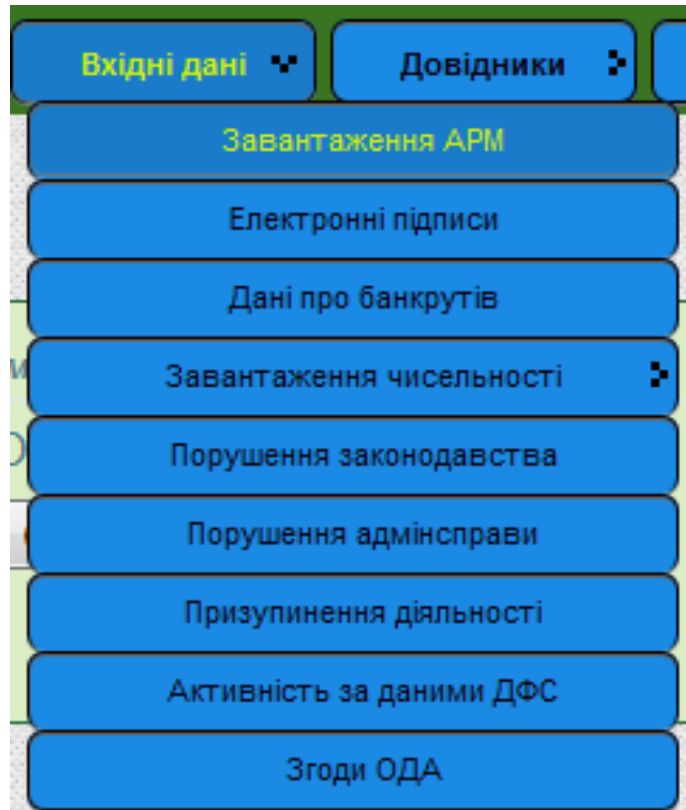 Вхідні дані
Довідники
Завантаження АРМ
Електронні підписи
Дані про банкрутів
Завантаження чисельності
Порушення законодавства
Порушення адмінсправи
Призупинення діяльності
Активність за даними ДФС
Згоди ОДА